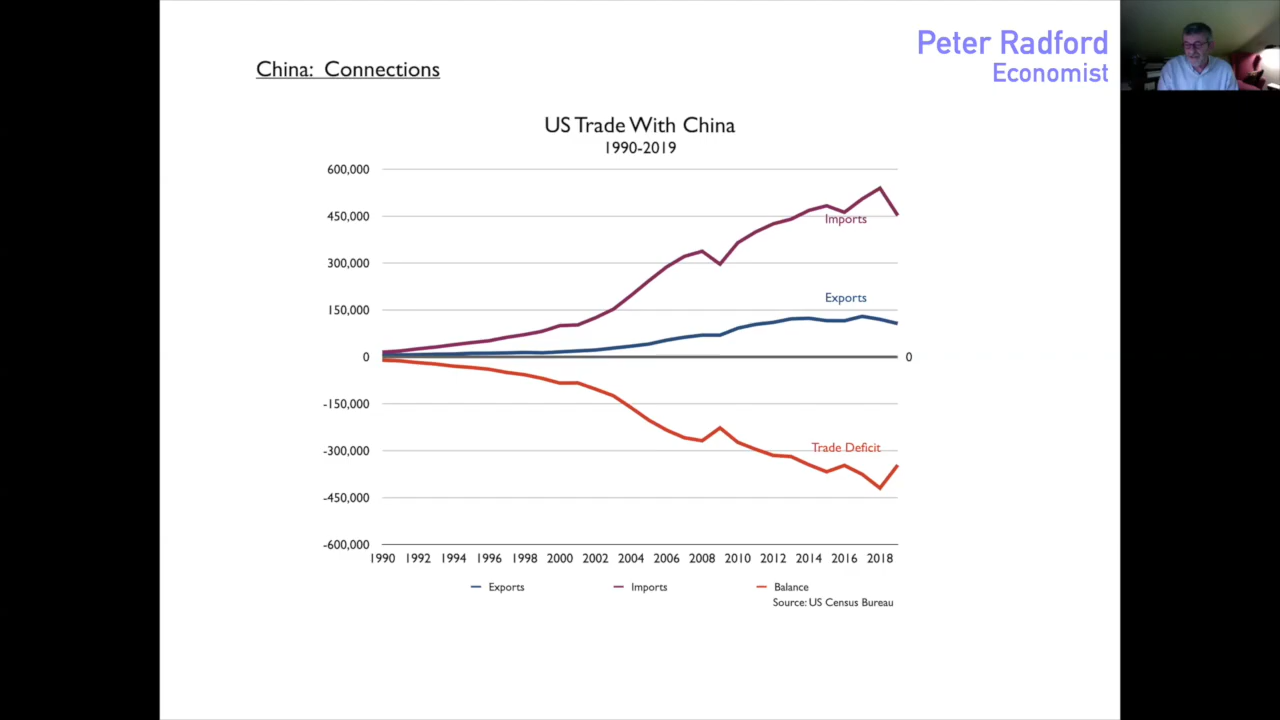 Peter Radford
Economist
China: Connections
US Trade With China
1990-2019
600,000
450,000
300,000
150,000
0
-150,000
-300,000
-450,000
-600,000
Imports
Exports
0
Trade Deficit
1990 1992 1994 1996 1998 2000 2002 2004 2006 2008 2010 2012 2014 2016 2018
Exports Imports Balance
Source: US Census Bureau